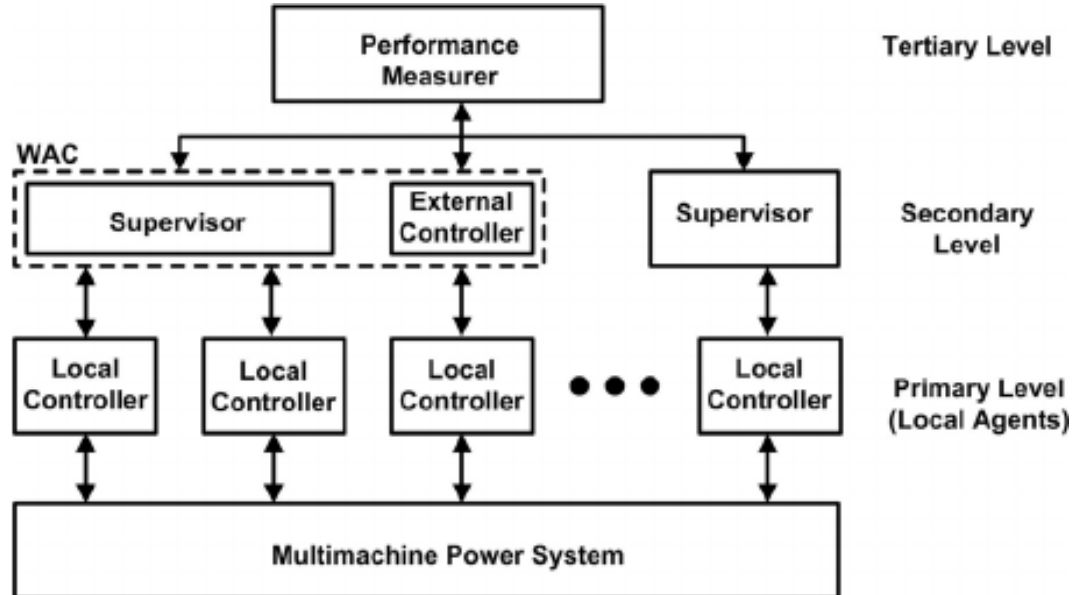 Performance
Measurer
Tertiary Level
WAC
Supervisor
External
Controller
Supervisor
Secondary
Level
Local
Controller
Local
Controller
Local
Controller
Local
Controller
Primary Level
(Local Agents)
Multimachine Power System